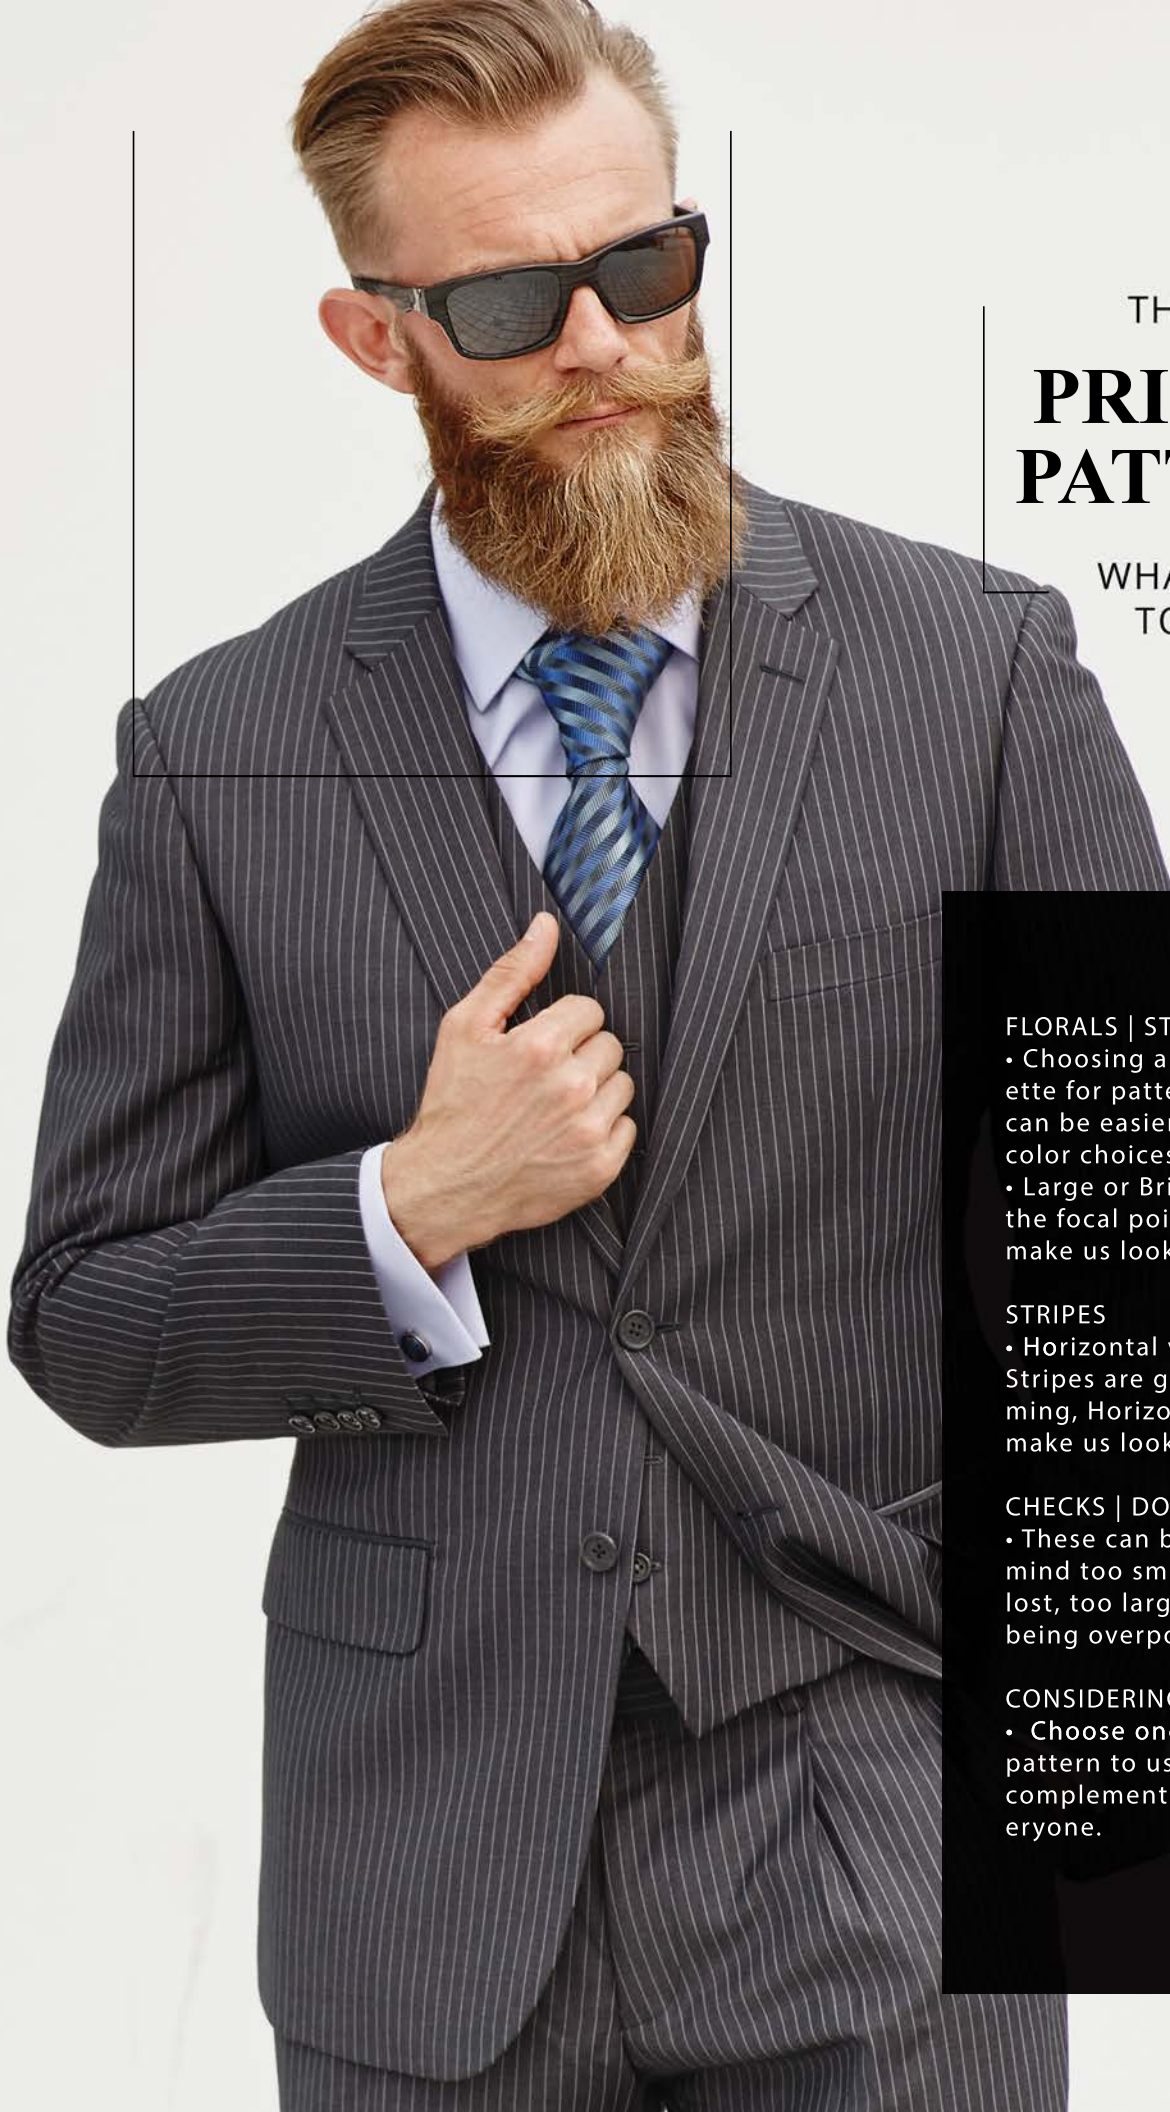 TH
PRI
PAT
WHA
TO
FLORALS | ST
• Choosing a
ette for patte
can be easier
color choices
• Large or Bri
the focal poi
make us look
STRIPES
• Horizontal v
Stripes are g
ming, Horizo
make us look
CHECKS | DO
• These can b
mind too sm
lost, too larg
being overpo
CONSIDERING
•  Choose one
pattern to us
complement
eryone.